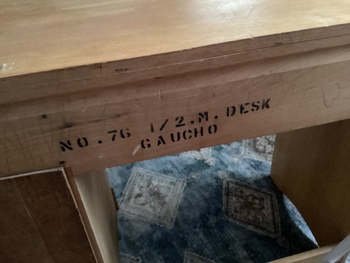 NO. 76 1/2. M. DESK
GAUCHO